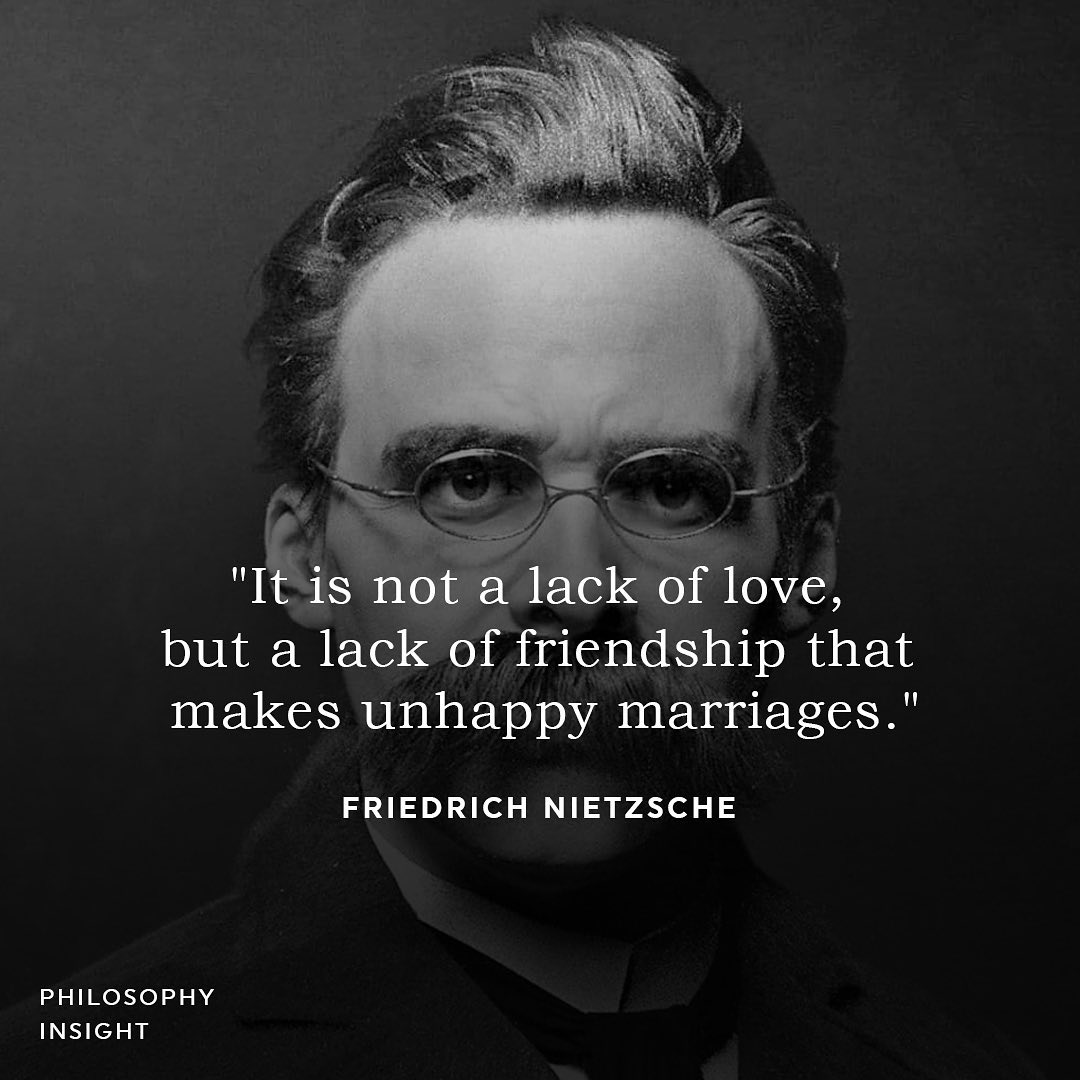 "It is not a lack of love,
but a lack of friendship that
makes unhappy marriages."
FRIEDRICH NIETZSCHE
PHILOSOPHY
INSIGHT